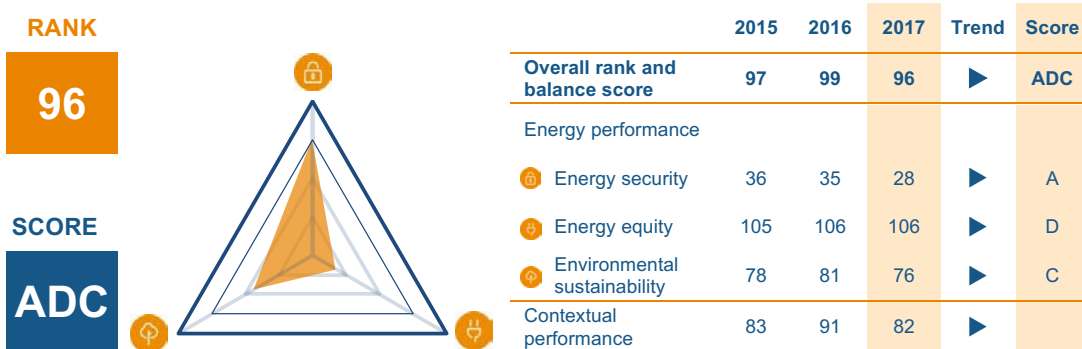 RANK
96
SCORE
ADC
2015 2016 2017 Trend Score
Overall rank and
balance score 97 99 96 ADC
Energy performance
Energy security 36 35 28 A
Energy equity 105 106 106 D
Environmental
sustainability 78 81 76 C
Contextual
performance 83 91 82